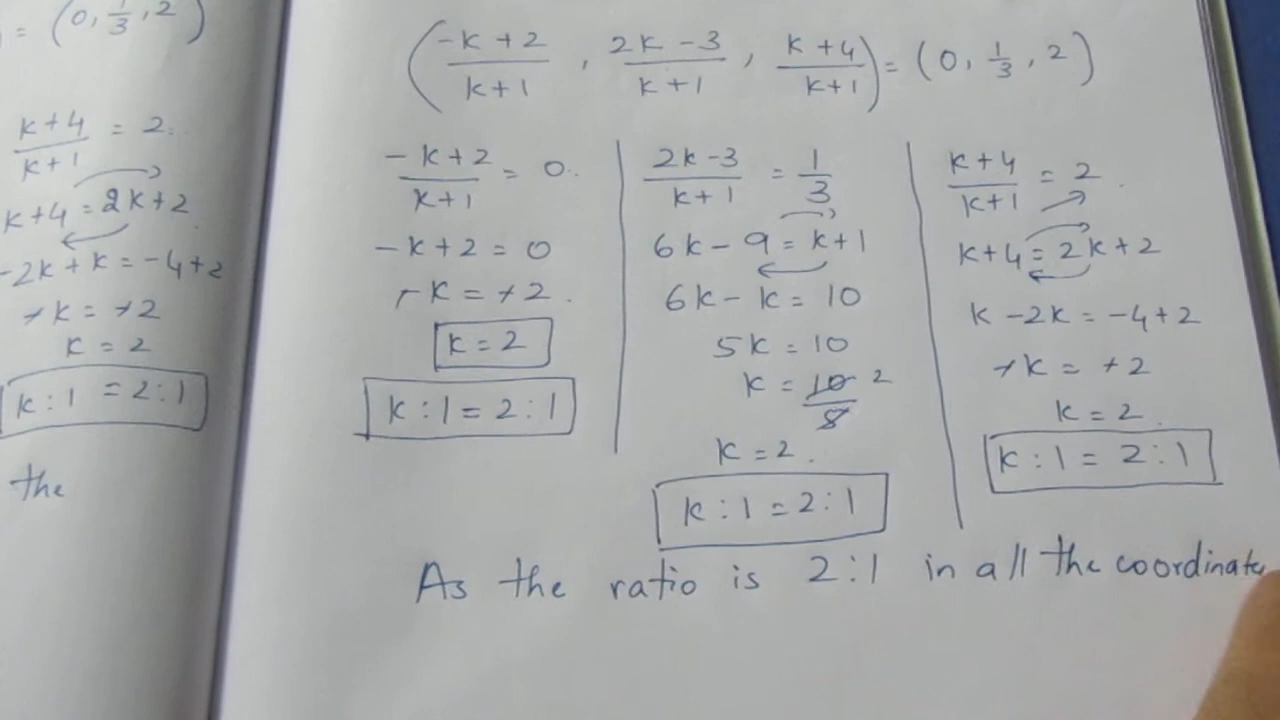 = (0, 1/3, 2)
k+4/k+1 = 2.
k+4 = 2k+2
-2k+k = -4+2
-k = -2
k = 2
k : 1 = 2 : 1
the
(-k+2/k+1 , 2k-3/k+1 , k+4/k+1) = (0, 1/3, 2)
-k+2/k+1 = 0.
-k+2 = 0
-k = -2.
k = 2
k : 1 = 2 : 1
2k-3/k+1 = 1/3
6k-9 = k+1
6k-k = 10
5k = 10
k = 10/5 2
k = 2.
k : 1 = 2 : 1
k+4/k+1 = 2.
k+4 = 2k+2
k-2k = -4+2
-k = -2
k = 2.
k : 1 = 2 : 1
As the ratio is 2:1 in all the coordinate